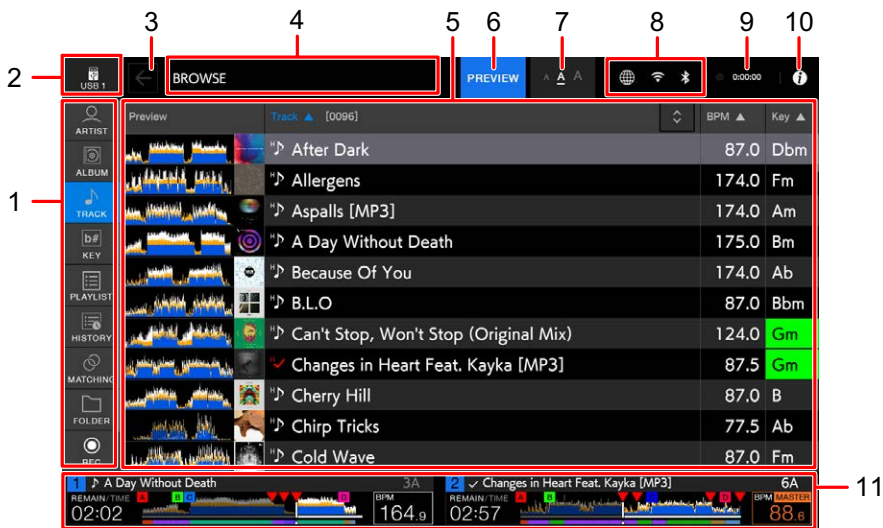 3 4 5 6 7 8 9 10
2 USB 1 BROWSE PREVIEW A A A 0:00:00 i
1
ARTIST
ALBUM
TRACK
b#
KEY
PLAYLIST
HISTORY
MATCHING
FOLDER
REC
Preview Track ▲ [0096] BPM ▲ Key ▲
After Dark 87.0 Dbm
Allergens 174.0 Fm
Aspalls [MP3] 174.0 Am
A Day Without Death 175.0 Bm
Because Of You 174.0 Ab
B.L.O 87.0 Bbm
Can't Stop, Won't Stop (Original Mix) 124.0 Gm
Changes in Heart Feat. Kayka [MP3] 87.5 Gm
Cherry Hill 87.0 B
Chirp Tricks 77.5 Ab
Cold Wave 87.0 Fm
11
1 A Day Without Death 3A
REMAIN/TIME A B C D BPM
02:02 164.9
2 Changes in Heart Feat. Kayka [MP3] 6A
REMAIN/TIME A B D BPM MASTER
02:57 88.6